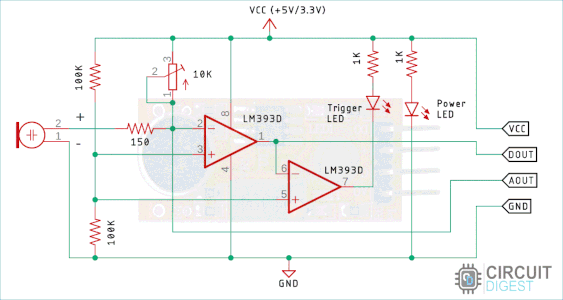 VCC (+5V/3.3V)
100K
2
3
1
10K
1K
1K
Trigger
LED
Power
LED
+
2
1
-
150
2
3
8
4
LM393D
1
6
5
LM393D
7
VCC
DOUT
AOUT
GND
100K
GND
CIRCUIT
DIGEST